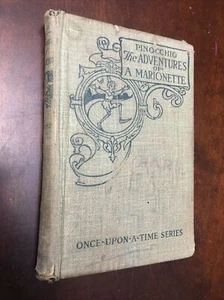 PINOCCHIO
The ADVENTURES
OF
A MARIONETTE
ONCE-UPON-A-TIME SERIES